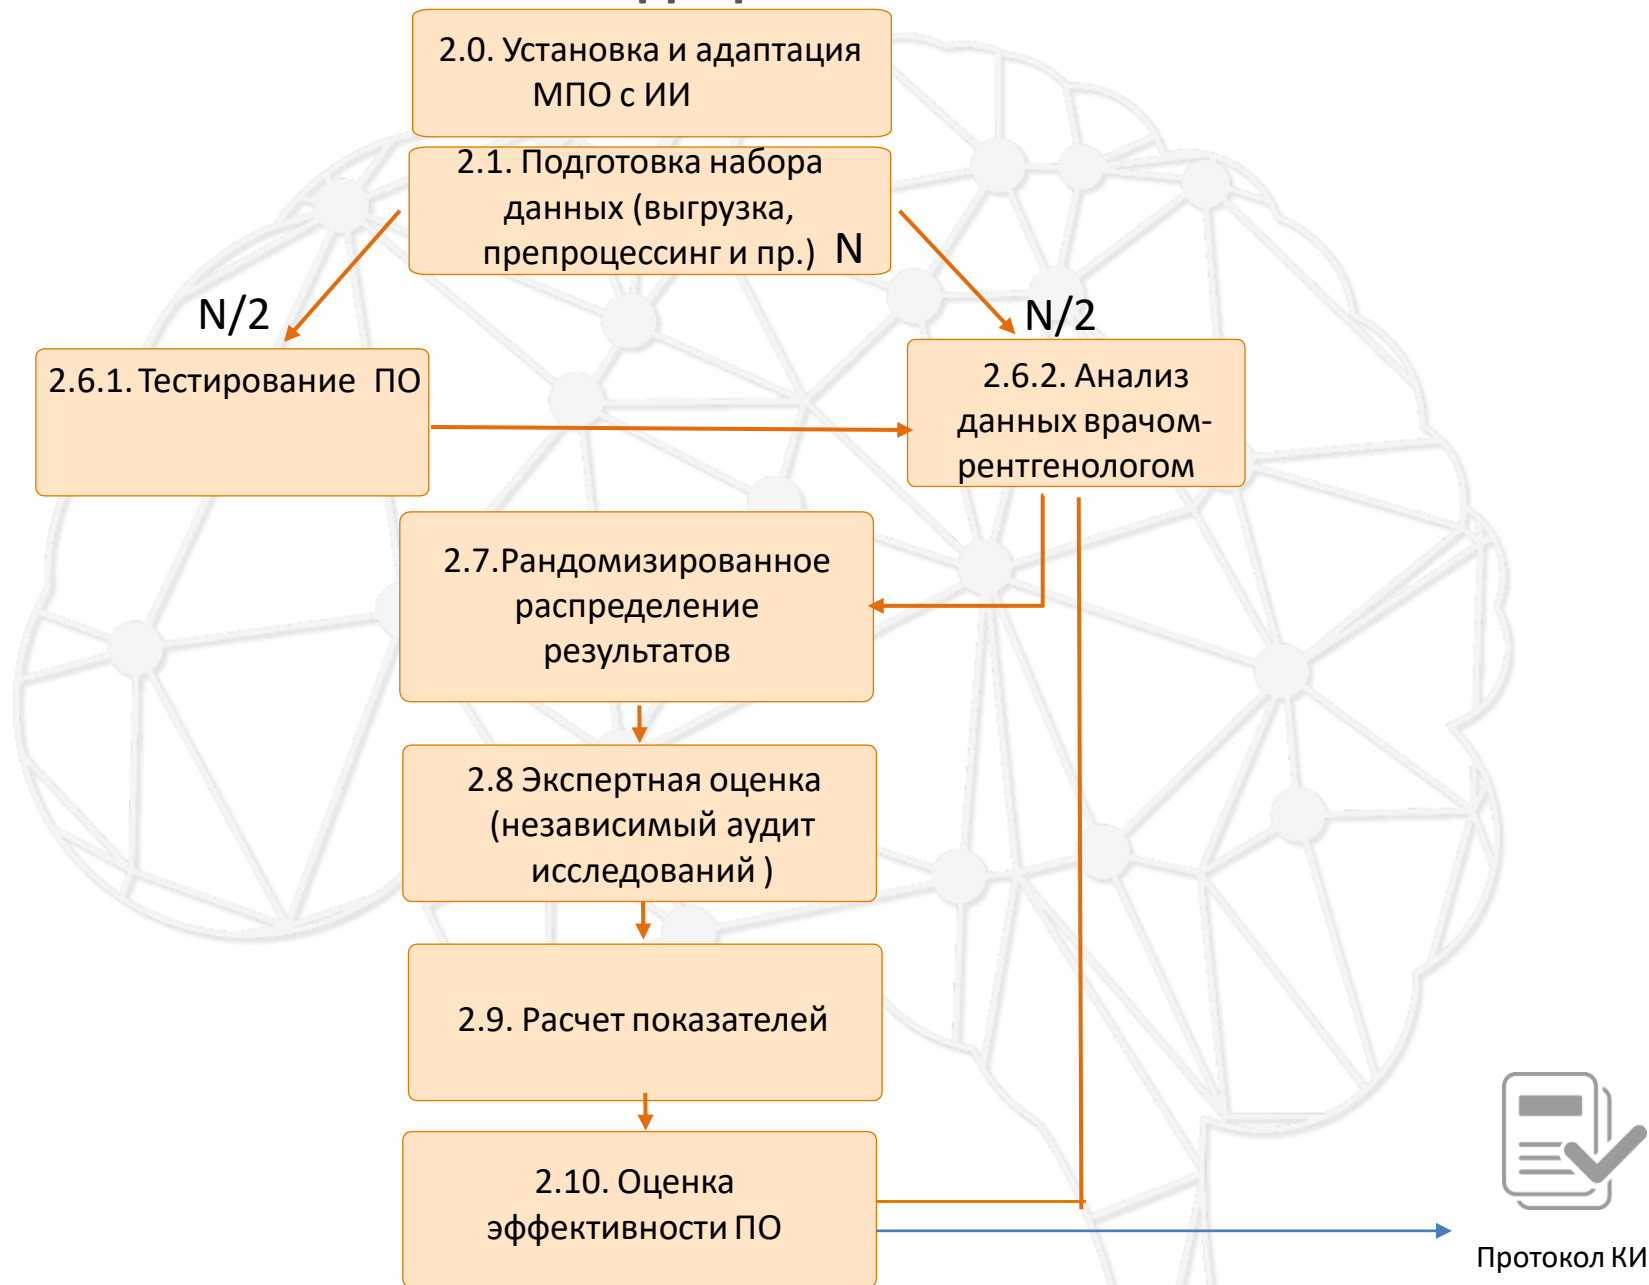 2.0. Установка и адаптация
МПО с ИИ
2.1. Подготовка набора
данных (выгрузка,
препроцессинг и пр.) N
N/2
N/2
2.6.1. Тестирование ПО
2.6.2. Анализ
данных врачом-
рентгенологом
2.7.Рандомизированное
распределение
результатов
2.8 Экспертная оценка
(независимый аудит
исследований )
2.9. Расчет показателей
2.10. Оценка
эффективности ПО
Протокол КИ